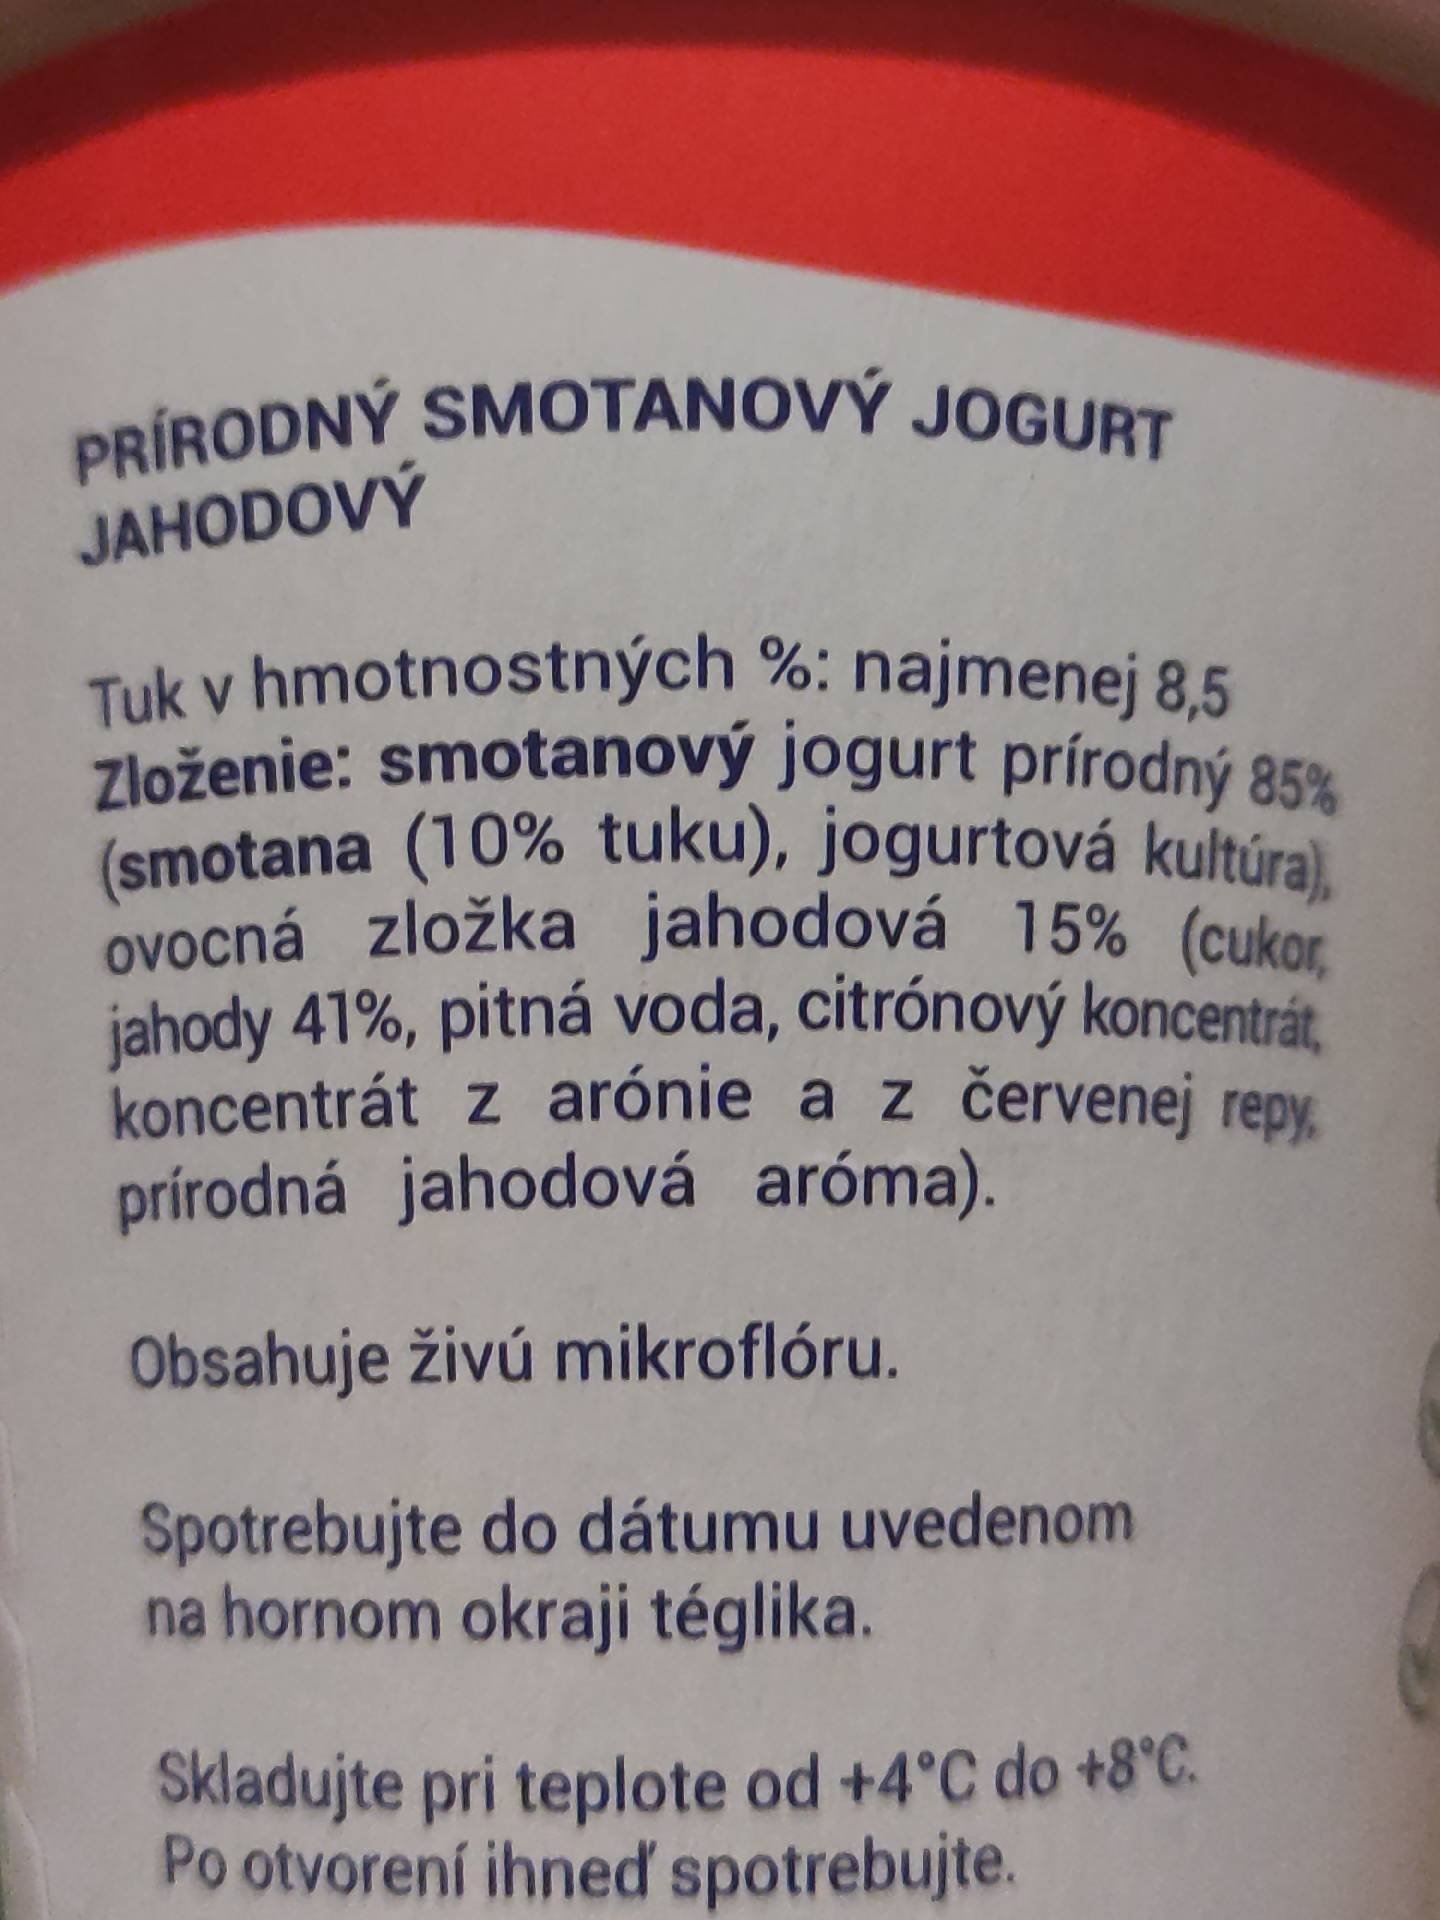 PRÍRODNÝ SMOTANOVÝ JOGURT
JAHODOVÝ
Tuk v hmotnostných %: najmenej 8,5
Zloženie: smotanový jogurt prírodný 85%
(smotana (10% tuku), jogurtová kultúra),
ovocná zložka jahodová 15% (cukor,
jahody 41%, pitná voda, citrónový koncentrát,
koncentrát z arónie a z červenej repy,
prírodná jahodová aróma).
Obsahuje živú mikroflóru.
Spotrebujte do dátumu uvedenom
na hornom okraji téglika.
Skladujte pri teplote od +4°C do +8°C.
Po otvorení ihneď spotrebujte.